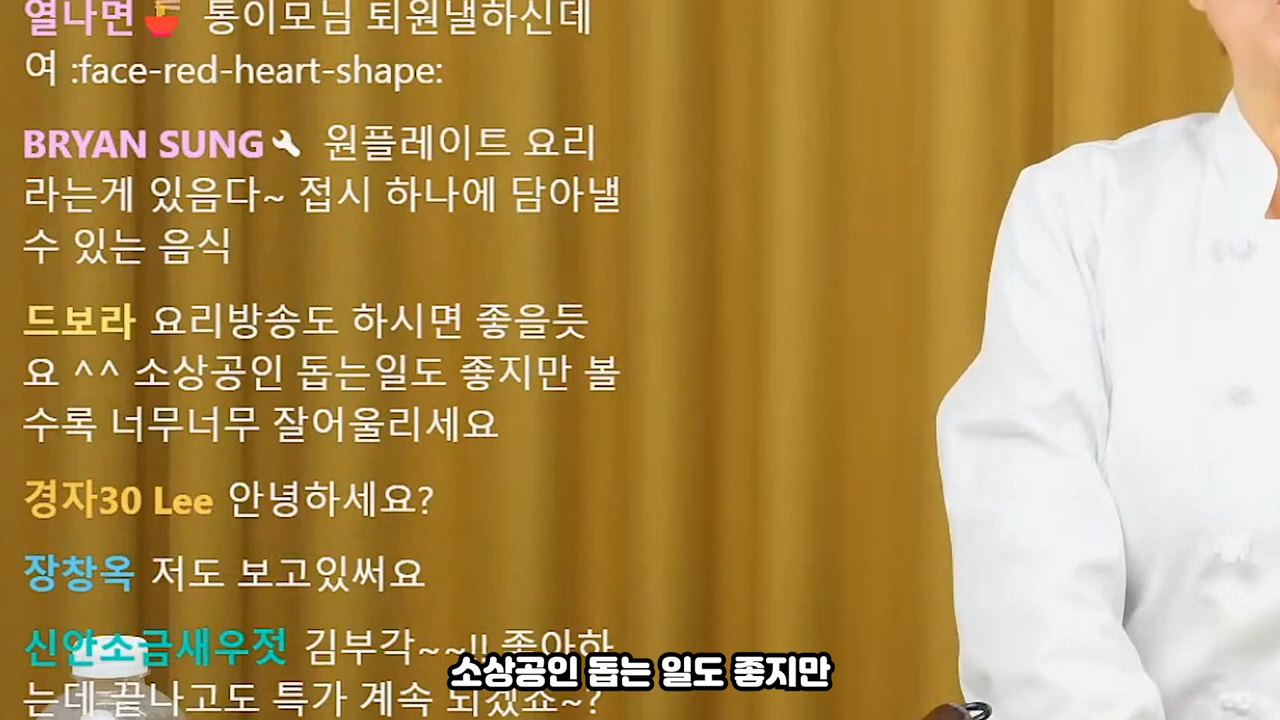 열나면🍜 통이모님 퇴원낼하신데
여 :face-red-heart-shape:
BRYAN SUNG🔧 원플레이트 요리
라는게 있음다~ 접시 하나에 담아낼
수 있는 음식
드보라 요리방송도 하시면 좋을듯
요 ^^ 소상공인 돕는일도 좋지만 볼
수록 너무너무 잘어울리세요
경자30 Lee 안녕하세요?
장창옥 저도 보고있써요
신안소금새우젓 김부각~~!! 좋아하
는데 끝나고도 특가 계속 되겠죠~?
소상공인 돕는 일도 좋지만